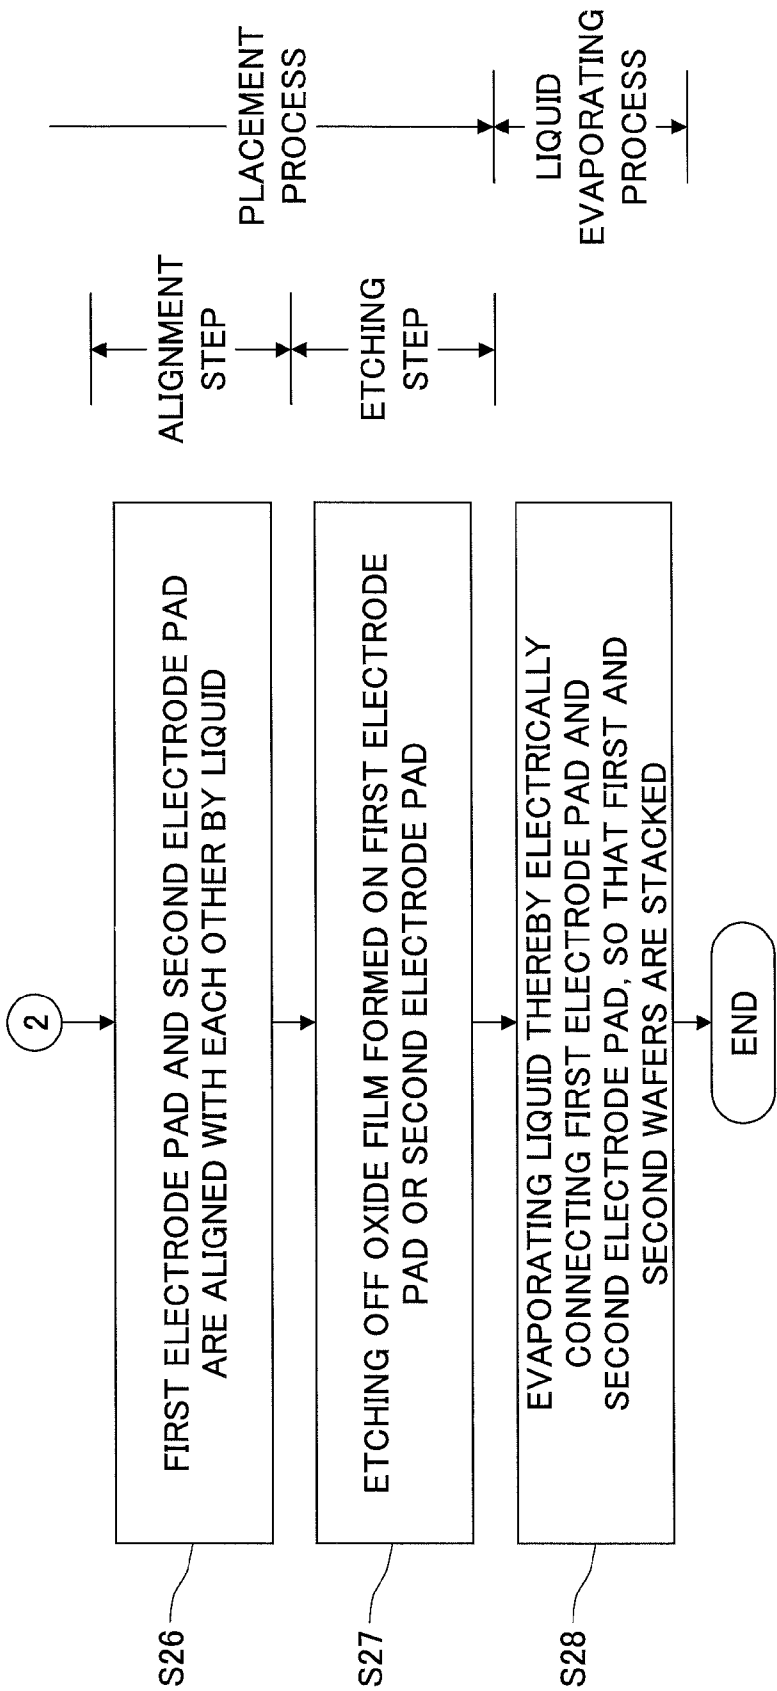 2
S26
FIRST ELECTRODE PAD AND SECOND ELECTRODE PAD
ARE ALIGNED WITH EACH OTHER BY LIQUID
ALIGNMENT
STEP
PLACEMENT
PROCESS
S27
ETCHING OFF OXIDE FILM FORMED ON FIRST ELECTRODE
PAD OR SECOND ELECTRODE PAD
ETCHING
STEP
S28
EVAPORATING LIQUID THEREBY ELECTRICALLY
CONNECTING FIRST ELECTRODE PAD AND
SECOND ELECTRODE PAD, SO THAT FIRST AND
SECOND WAFERS ARE STACKED
LIQUID
EVAPORATING
PROCESS
END